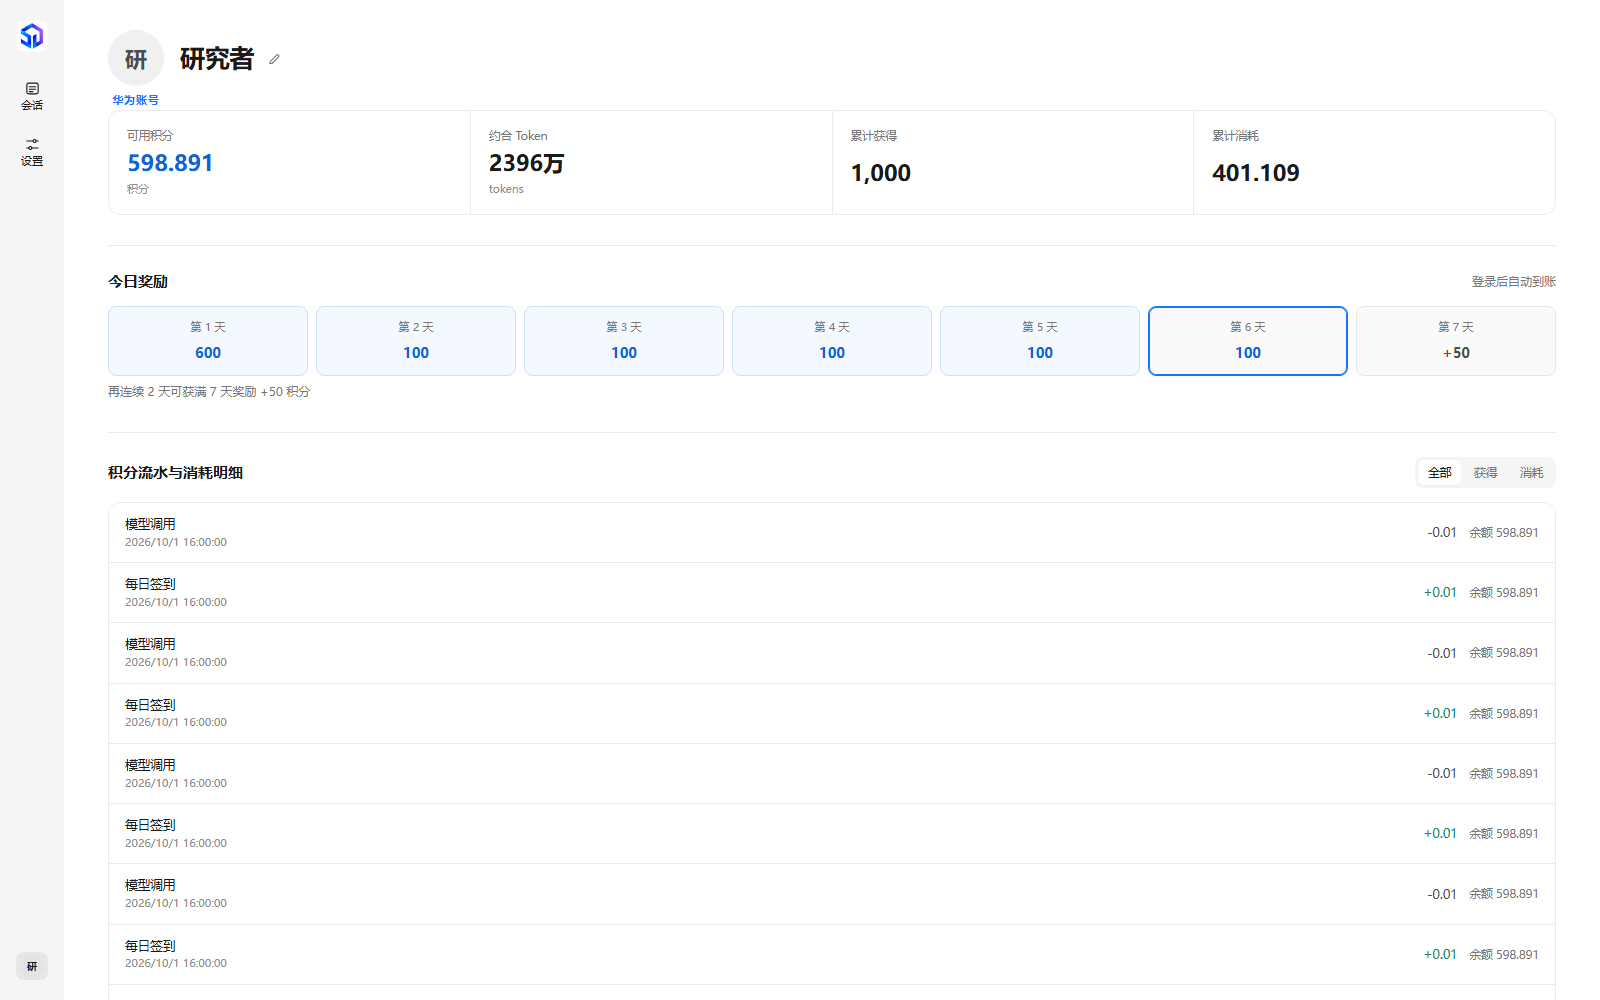 会话
设置
研
研
研究者
华为账号
可用积分
598.891
积分
约合 Token
2396万
tokens
累计获得
1,000
累计消耗
401.109
今日奖励
登录后自动到账
第 1 天
600
第 2 天
100
第 3 天
100
第 4 天
100
第 5 天
100
第 6 天
100
第 7 天
+50
再连续 2 天可获满 7 天奖励 +50 积分
积分流水与消耗明细
全部 获得 消耗
模型调用
2026/10/1 16:00:00
-0.01 余额 598.891
每日签到
2026/10/1 16:00:00
+0.01 余额 598.891
模型调用
2026/10/1 16:00:00
-0.01 余额 598.891
每日签到
2026/10/1 16:00:00
+0.01 余额 598.891
模型调用
2026/10/1 16:00:00
-0.01 余额 598.891
每日签到
2026/10/1 16:00:00
+0.01 余额 598.891
模型调用
2026/10/1 16:00:00
-0.01 余额 598.891
每日签到
2026/10/1 16:00:00
+0.01 余额 598.891